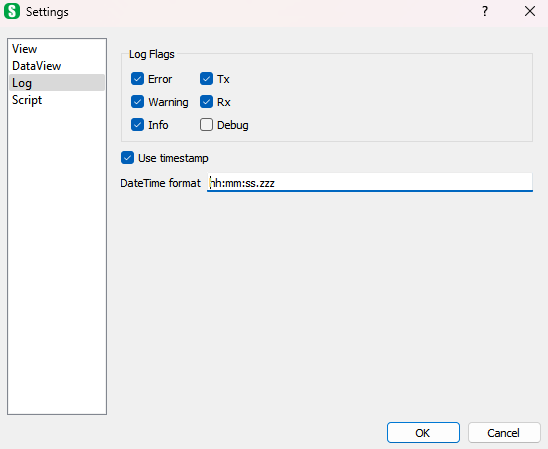 S Settings ? ×
View
DataView
Log
Script
Log Flags
Error Tx
Warning Rx
Info Debug
Use timestamp
DateTime format hh:mm:ss.zzz
OK Cancel